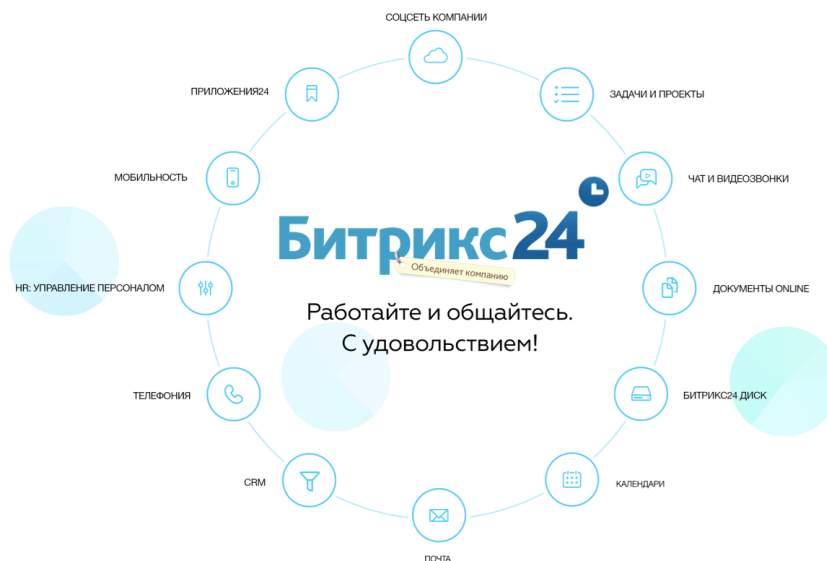 СОЦСЕТЬ КОМПАНИИ
ПРИЛОЖЕНИЯ24
ЗАДАЧИ И ПРОЕКТЫ
МОБИЛЬНОСТЬ
ЧАТ И ВИДЕОЗВОНКИ
Битрикс24
Объединяет компанию
HR: УПРАВЛЕНИЕ ПЕРСОНАЛОМ
ДОКУМЕНТЫ ONLINE
Работайте и общайтесь.
С удовольствием!
ТЕЛЕФОНИЯ
БИТРИКС24 ДИСК
CRM
КАЛЕНДАРИ
ПОЧТА